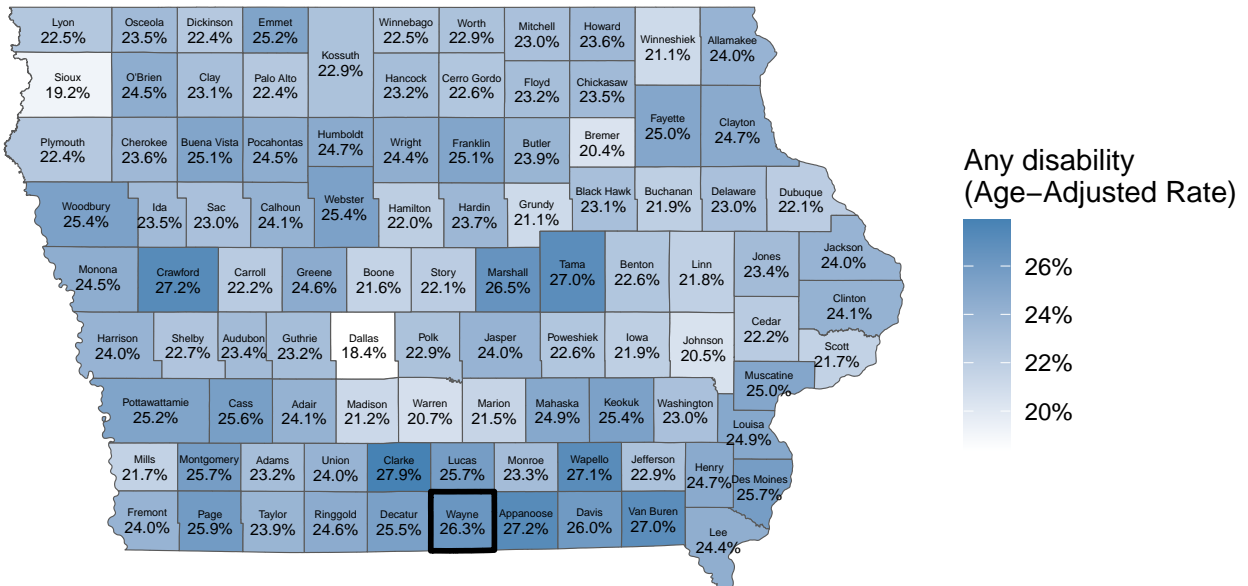 Lyon
22.5%
Osceola
23.5%
Dickinson
22.4%
Emmet
25.2%
Kossuth
22.9%
Winnebago
22.5%
Worth
22.9%
Mitchell
23.0%
Howard
23.6%
Winneshiek
21.1%
Allamakee
24.0%
Sioux
19.2%
O'Brien
24.5%
Clay
23.1%
Palo Alto
22.4%
Hancock
23.2%
Cerro Gordo
22.6%
Floyd
23.2%
Chickasaw
23.5%
Fayette
25.0%
Clayton
24.7%
Plymouth
22.4%
Cherokee
23.6%
Buena Vista
25.1%
Pocahontas
24.5%
Humboldt
24.7%
Wright
24.4%
Franklin
25.1%
Butler
23.9%
Bremer
20.4%
Woodbury
25.4%
Ida
23.5%
Sac
23.0%
Calhoun
24.1%
Webster
25.4%
Hamilton
22.0%
Hardin
23.7%
Grundy
21.1%
Black Hawk
23.1%
Buchanan
21.9%
Delaware
23.0%
Dubuque
22.1%
Monona
24.5%
Crawford
27.2%
Carroll
22.2%
Greene
24.6%
Boone
21.6%
Story
22.1%
Marshall
26.5%
Tama
27.0%
Benton
22.6%
Linn
21.8%
Jones
23.4%
Jackson
24.0%
Clinton
24.1%
Harrison
24.0%
Shelby
22.7%
Audubon
23.4%
Guthrie
23.2%
Dallas
18.4%
Polk
22.9%
Jasper
24.0%
Poweshiek
22.6%
Iowa
21.9%
Johnson
20.5%
Cedar
22.2%
Scott
21.7%
Muscatine
25.0%
Pottawattamie
25.2%
Cass
25.6%
Adair
24.1%
Madison
21.2%
Warren
20.7%
Marion
21.5%
Mahaska
24.9%
Keokuk
25.4%
Washington
23.0%
Louisa
24.9%
Mills
21.7%
Montgomery
25.7%
Adams
23.2%
Union
24.0%
Clarke
27.9%
Lucas
25.7%
Monroe
23.3%
Wapello
27.1%
Jefferson
22.9%
Henry
24.7%
Des Moines
25.7%
Fremont
24.0%
Page
25.9%
Taylor
23.9%
Ringgold
24.6%
Decatur
25.5%
Wayne
26.3%
Appanoose
27.2%
Davis
26.0%
Van Buren
27.0%
Lee
24.4%
Any disability
(Age−Adjusted Rate)
26%
24%
22%
20%